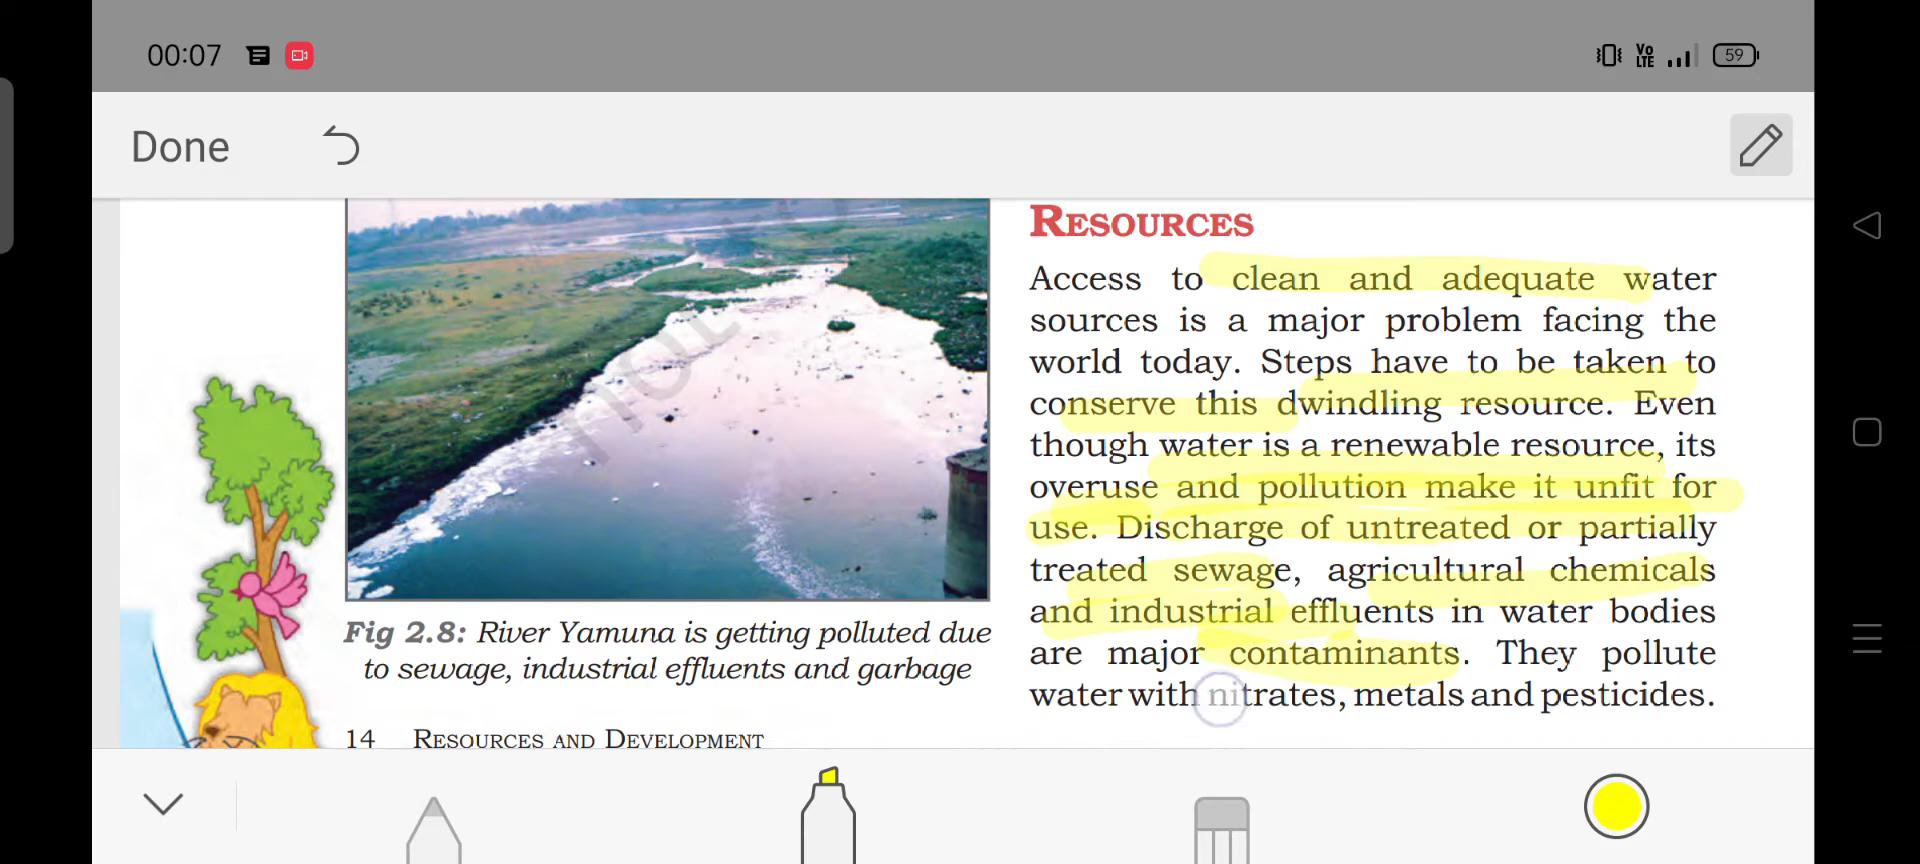 00:07
Vo
LTE
59
Done
not
Fig 2.8: River Yamuna is getting polluted due
to sewage, industrial effluents and garbage
14 RESOURCES AND DEVELOPMENT
RESOURCES
Access to clean and adequate water
sources is a major problem facing the
world today. Steps have to be taken to
conserve this dwindling resource. Even
though water is a renewable resource, its
overuse and pollution make it unfit for
use. Discharge of untreated or partially
treated sewage, agricultural chemicals
and industrial effluents in water bodies
are major contaminants. They pollute
water with nitrates, metals and pesticides.